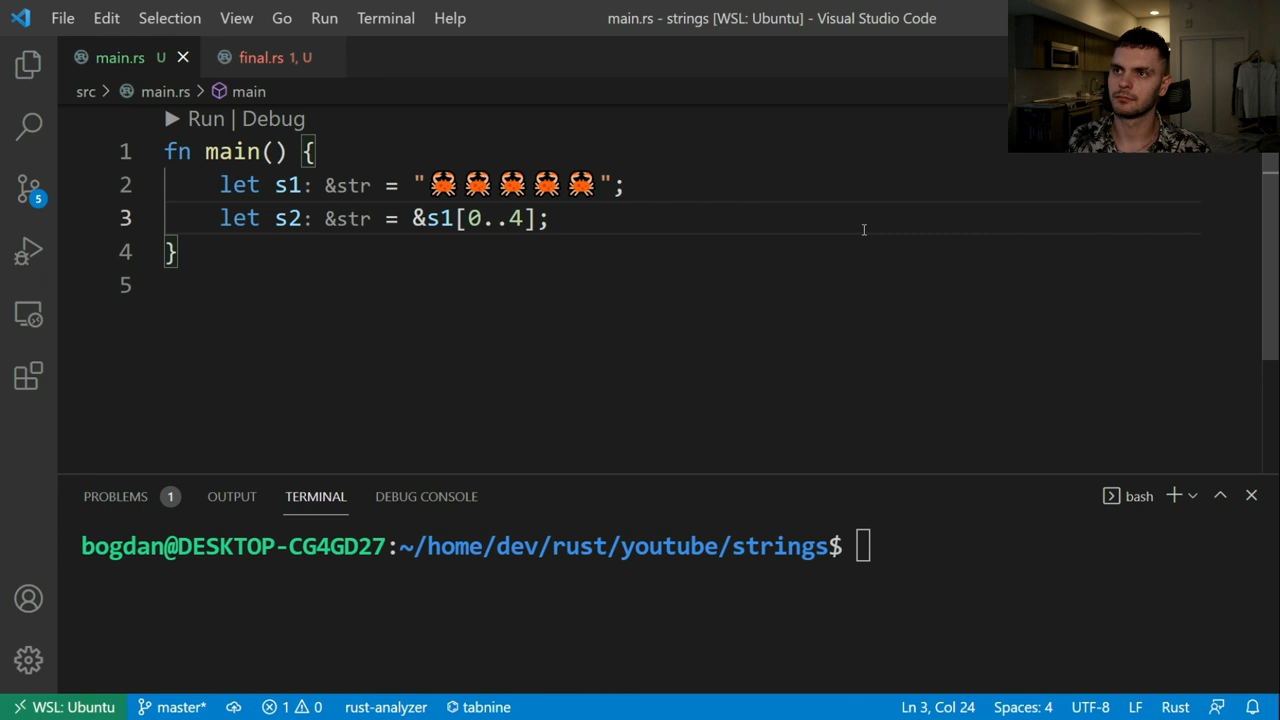 File Edit Selection View Go Run Terminal Help main.rs - strings [WSL: Ubuntu] - Visual Studio Code
main.rs U final.rs 1, U
src > main.rs > main
Run | Debug
1 fn main() {
2 let s1: &str = "🦀🦀🦀🦀🦀";
3 let s2: &str = &s1[0..4];
4 }
5
5
PROBLEMS 1 OUTPUT TERMINAL DEBUG CONSOLE bash
bogdan@DESKTOP-CG4GD27:~/home/dev/rust/youtube/strings$
WSL: Ubuntu master* 1 0 rust-analyzer tabnine Ln 3, Col 24 Spaces: 4 UTF-8 LF Rust